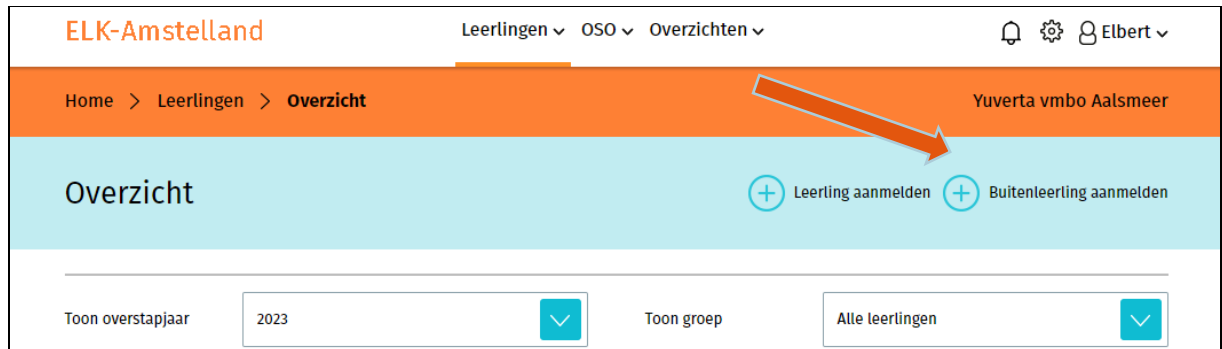 ELK-Amstelland Leerlingen OSO Overzichten Elbert
Home > Leerlingen > Overzicht Yuverta vmbo Aalsmeer
Overzicht Leerling aanmelden Buitenleerling aanmelden
Toon overstapjaar 2023 Toon groep Alle leerlingen